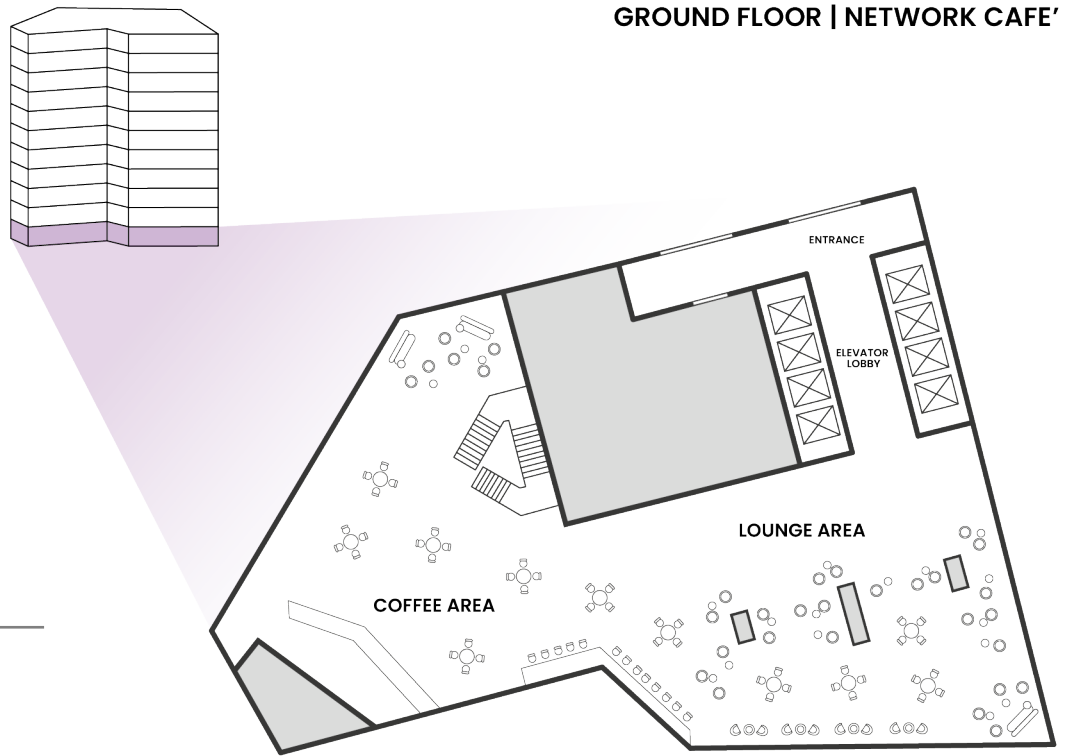 GROUND FLOOR | NETWORK CAFE’
ENTRANCE
ELEVATOR
LOBBY
LOUNGE AREA
COFFEE AREA